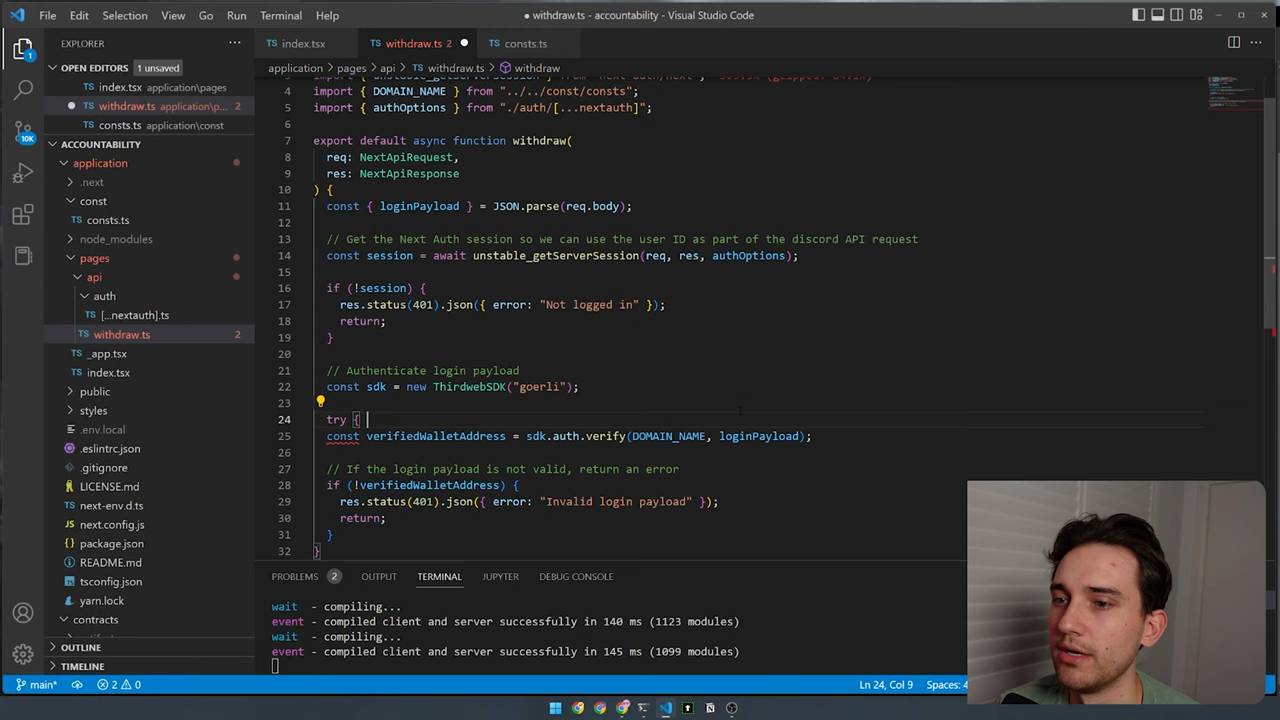 File Edit Selection View Go Run Terminal Help
● withdraw.ts - accountability - Visual Studio Code
EXPLORER
OPEN EDITORS 1 unsaved
index.tsx application\pages
withdraw.ts application\p... 2
consts.ts application\const
ACCOUNTABILITY
application
.next
const
consts.ts
node_modules
pages
api
auth
[...nextauth].ts
withdraw.ts 2
_app.tsx
index.tsx
public
styles
.env.local
.eslintrc.json
.gitignore
LICENSE.md
next-env.d.ts
next.config.js
package.json
README.md
tsconfig.json
yarn.lock
contracts
OUTLINE
TIMELINE
1
10K
index.tsx withdraw.ts 2 consts.ts
application > pages > api > withdraw.ts > withdraw
4 import { DOMAIN_NAME } from "../../const/consts";
5 import { authOptions } from "./auth/[...nextauth]";
6
7 export default async function withdraw(
8 req: NextApiRequest,
9 res: NextApiResponse
10 ) {
11 const { loginPayload } = JSON.parse(req.body);
12
13 // Get the Next Auth session so we can use the user ID as part of the discord API request
14 const session = await unstable_getServerSession(req, res, authOptions);
15
16 if (!session) {
17 res.status(401).json({ error: "Not logged in" });
18 return;
19 }
20
21 // Authenticate login payload
22 const sdk = new ThirdwebSDK("goerli");
23
24 try {
25 const verifiedWalletAddress = sdk.auth.verify(DOMAIN_NAME, loginPayload);
26
27 // If the login payload is not valid, return an error
28 if (!verifiedWalletAddress) {
29 res.status(401).json({ error: "Invalid login payload" });
30 return;
31 }
32 }
PROBLEMS 2 OUTPUT TERMINAL JUPYTER DEBUG CONSOLE
wait - compiling...
event - compiled client and server successfully in 140 ms (1123 modules)
wait - compiling...
event - compiled client and server successfully in 145 ms (1099 modules)
main* 2 0 Ln 24, Col 9 Spaces: